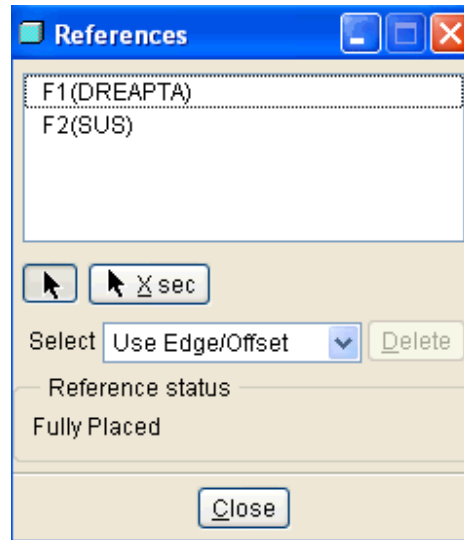 References
F1(DREAPTA)
F2(SUS)
X sec
Select Use Edge/Offset Delete
Reference status
Fully Placed
Close